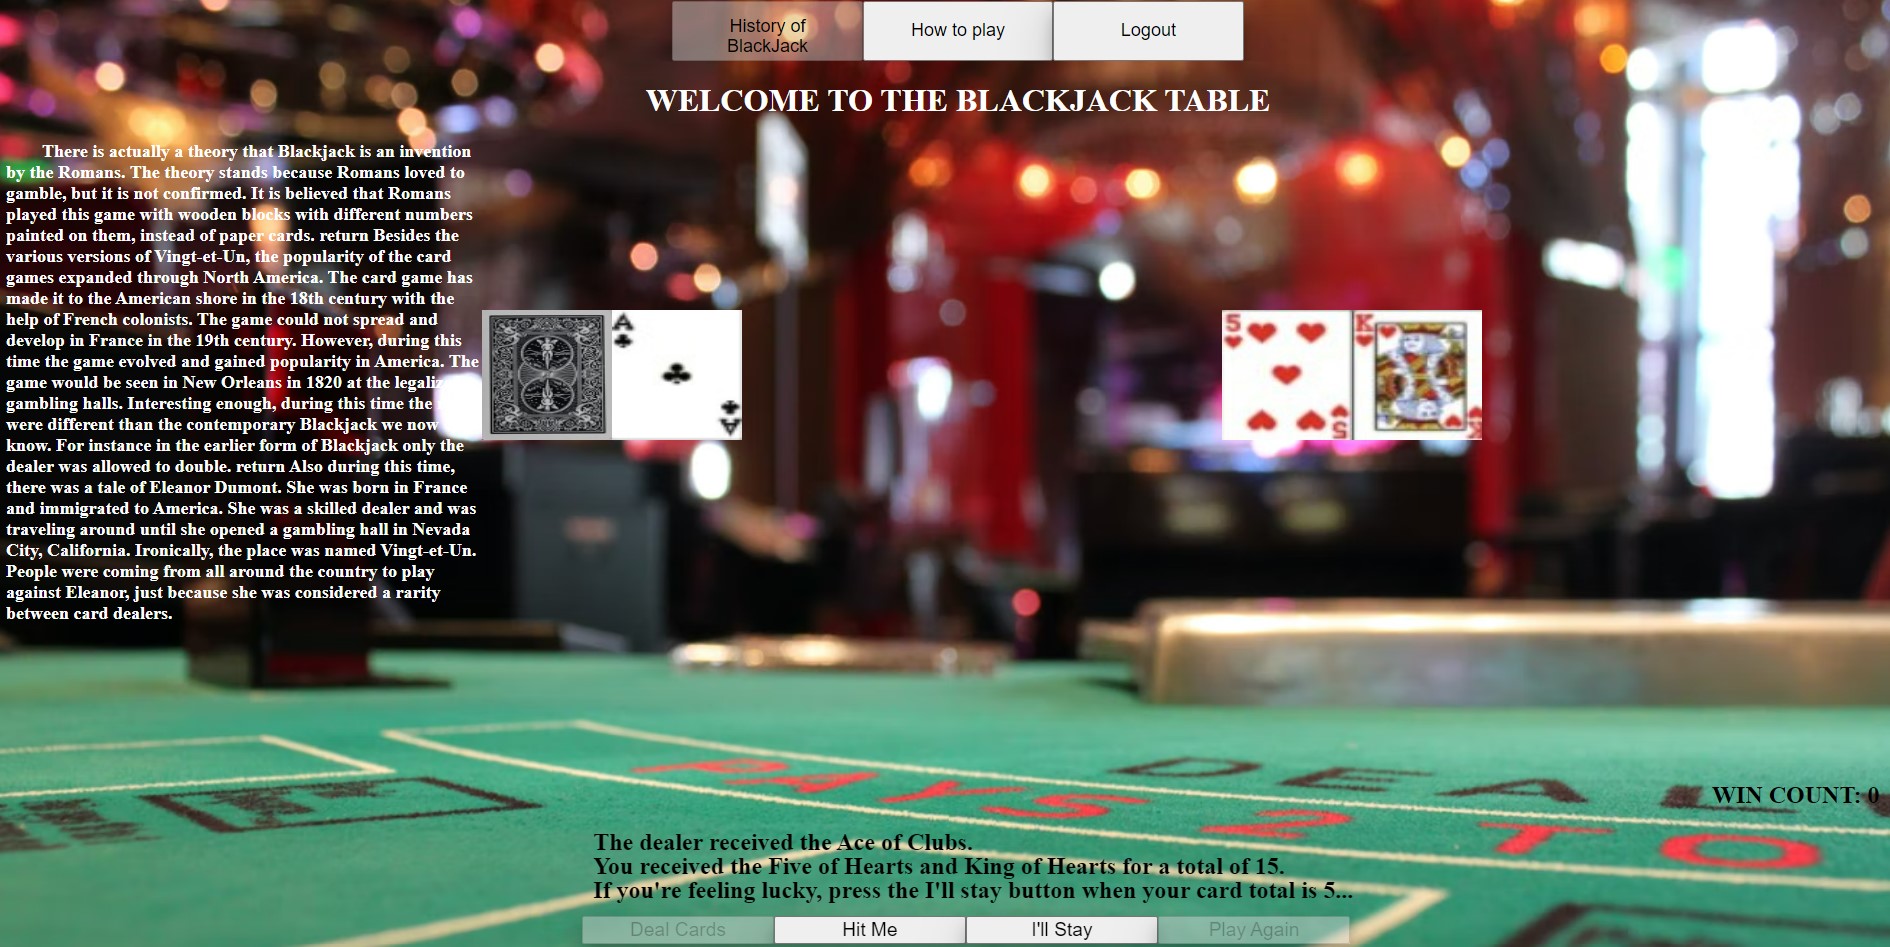 History of
BlackJack
How to play
Logout
WELCOME TO THE BLACKJACK TABLE
There is actually a theory that Blackjack is an invention
by the Romans. The theory stands because Romans loved to
gamble, but it is not confirmed. It is believed that Romans
played this game with wooden blocks with different numbers
painted on them, instead of paper cards. return Besides the
various versions of Vingt-et-Un, the popularity of the card
games expanded through North America. The card game has
made it to the American shore in the 18th century with the
help of French colonists. The game could not spread and
develop in France in the 19th century. However, during this
time the game evolved and gained popularity in America. The
game would be seen in New Orleans in 1820 at the
gambling halls. Interesting enough, during this time the
were different than the contemporary Blackjack we now
know. For instance in the earlier form of Blackjack only the
dealer was allowed to double. return Also during this time,
there was a tale of Eleanor Dumont. She was born in France
and immigrated to America. She was a skilled dealer and was
traveling around until she opened a gambling hall in Nevada
City, California. Ironically, the place was named Vingt-et-Un.
People were coming from all around the country to play
against Eleanor, just because she was considered a rarity
between card dealers.
A
A
5
5
K
K
DEALE
PAYS 2 TO
WIN COUNT: 0
The dealer received the Ace of Clubs.
You received the Five of Hearts and King of Hearts for a total of 15.
If you're feeling lucky, press the I'll stay button when your card total is 5...
Deal Cards
Hit Me
I'll Stay
Play Again